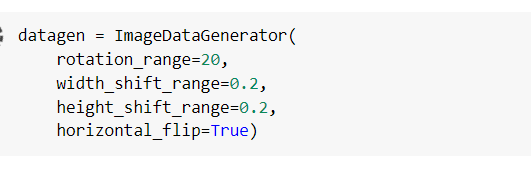 datagen = ImageDataGenerator(
    rotation_range=20,
    width_shift_range=0.2,
    height_shift_range=0.2,
    horizontal_flip=True)